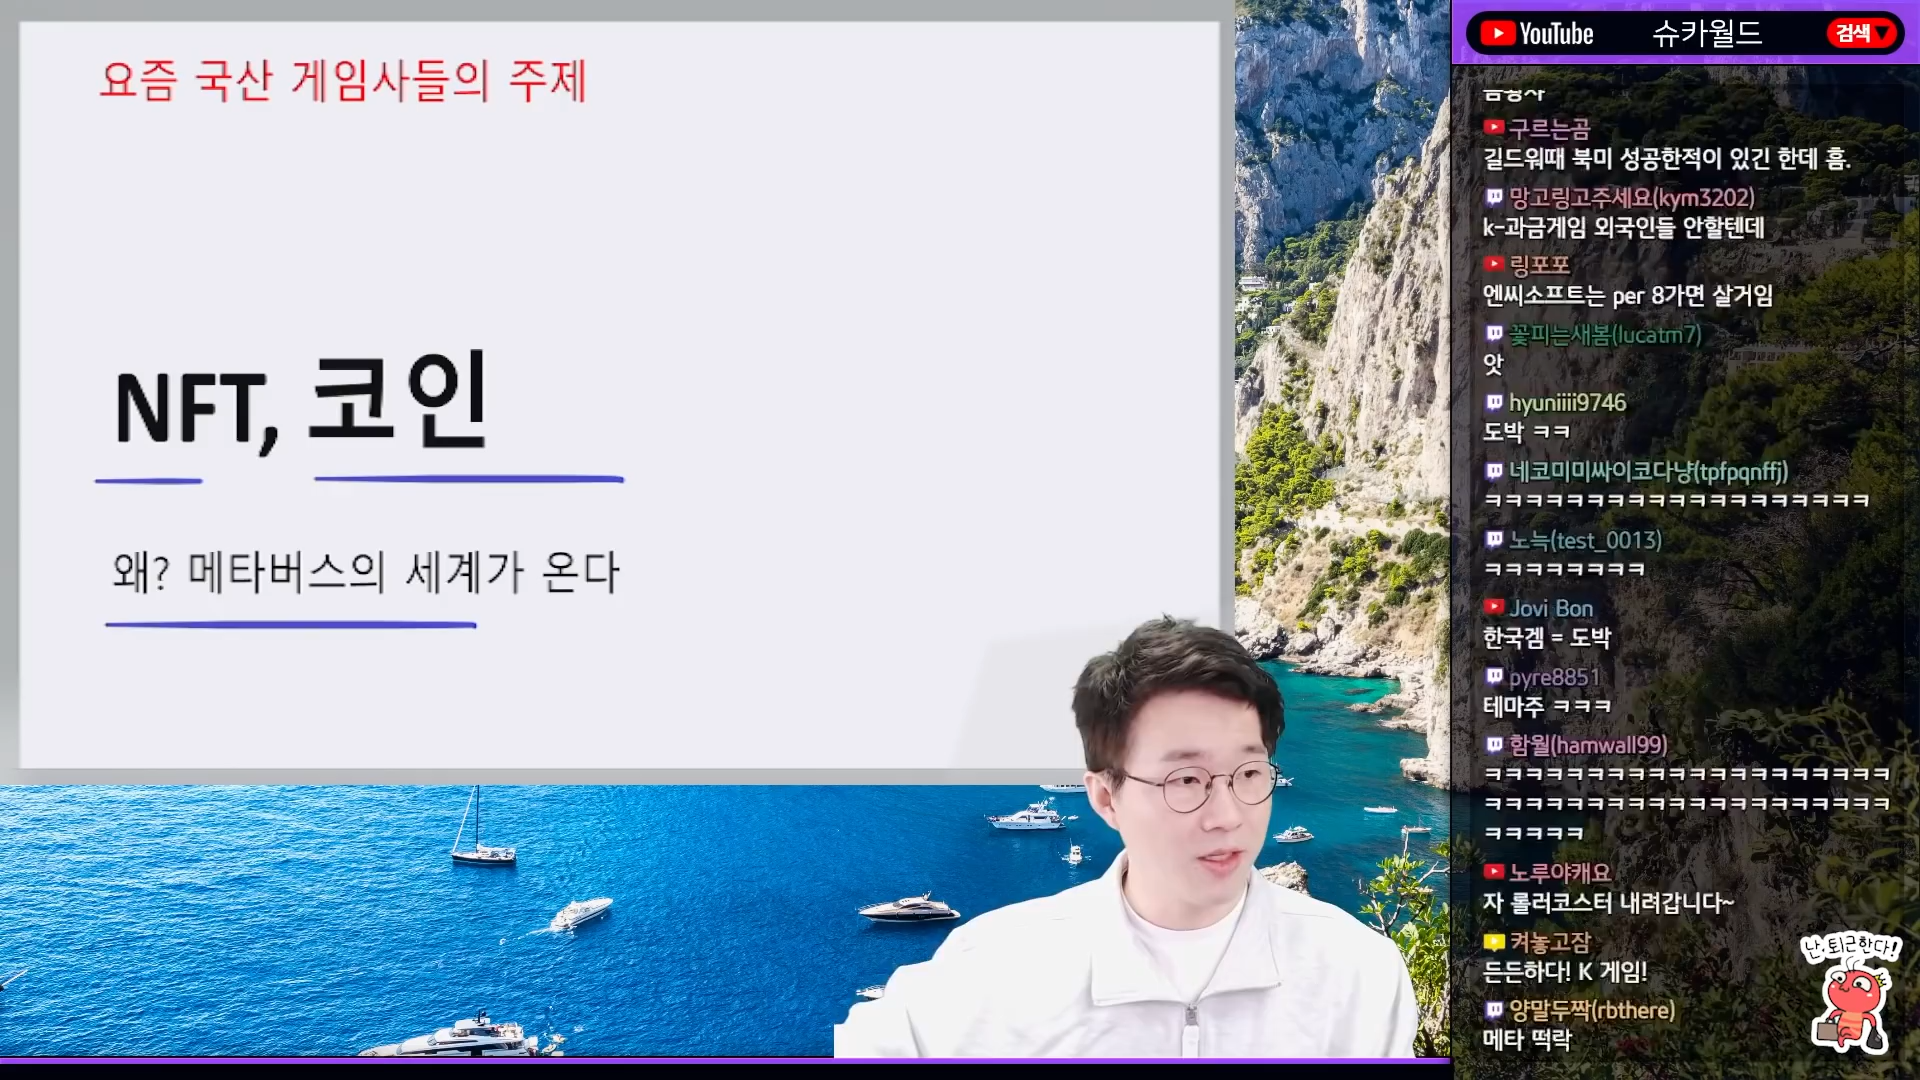 요즘 국산 게임사들의 주제
NFT, 코인
왜? 메타버스의 세계가 온다
YouTube
슈카월드
검색
구르는곰
길드워때 북미 성공한적이 있긴 한데 흠.
망고링고주세요(kym3202)
k-과금게임 외국인들 안할텐데
링포포
엔씨소프트는 per 8가면 살거임
꽃피는새봄(lucatm7)
앗
hyuniiii9746
도박 ㅋㅋ
네코미미싸이코다냥(tpfpqnffj)
ㅋㅋㅋㅋㅋㅋㅋㅋㅋㅋㅋㅋㅋㅋㅋㅋㅋㅋㅋ
노늑(test_0013)
ㅋㅋㅋㅋㅋㅋㅋㅋ
Jovi Bon
한국겜 = 도박
pyre8851
테마주 ㅋㅋㅋ
함월(hamwall99)
ㅋㅋㅋㅋㅋㅋㅋㅋㅋㅋㅋㅋㅋㅋㅋㅋㅋㅋㅋㅋ
ㅋㅋㅋㅋㅋㅋㅋㅋㅋㅋㅋㅋㅋㅋㅋㅋㅋㅋㅋㅋ
ㅋㅋㅋㅋㅋ
노루야캐요
자 롤러코스터 내려갑니다~
켜놓고잠
든든하다! K 게임!
양말두짝(rbthere)
메타 떡락
난, 퇴근한다!